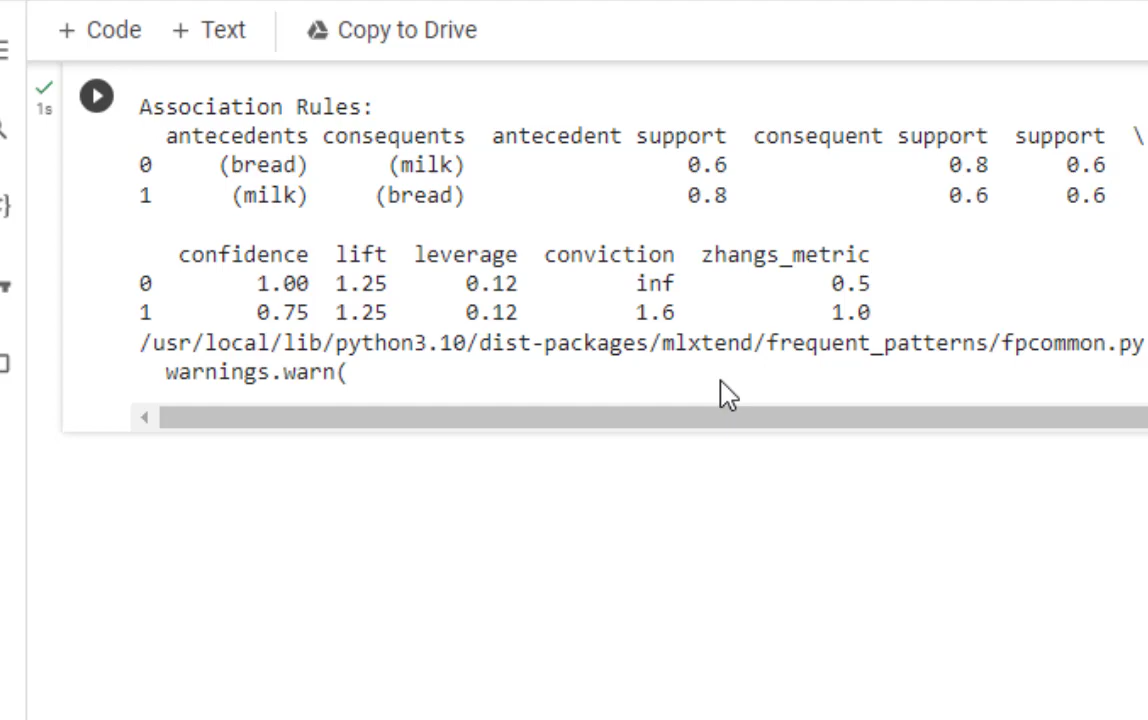 + Code + Text Copy to Drive
1s
Association Rules:
antecedents consequents antecedent support consequent support support \
0 (bread) (milk) 0.6 0.8 0.6
1 (milk) (bread) 0.8 0.6 0.6
confidence lift leverage conviction zhangs_metric
0 1.00 1.25 0.12 inf 0.5
1 0.75 1.25 0.12 1.6 1.0
/usr/local/lib/python3.10/dist-packages/mlxtend/frequent_patterns/fpcommon.py
warnings.warn(